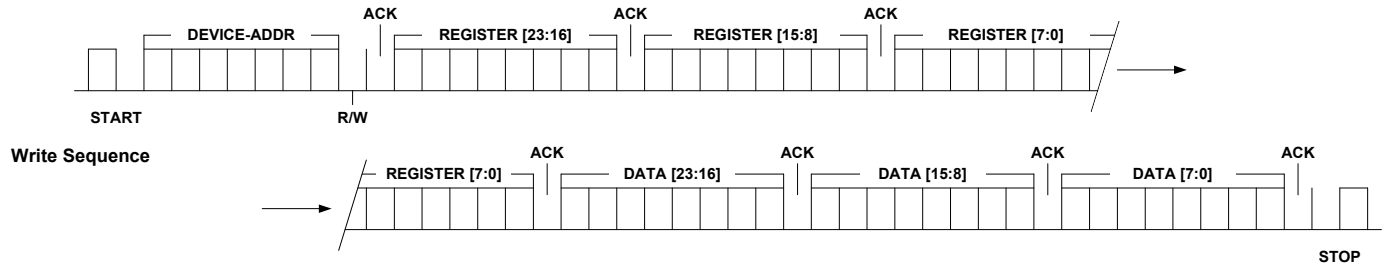 ACK ACK ACK
DEVICE-ADDR REGISTER [23:16] REGISTER [15:8] REGISTER [7:0]
START R/W
Write Sequence
ACK ACK ACK ACK
REGISTER [7:0] DATA [23:16] DATA [15:8] DATA [7:0]
STOP